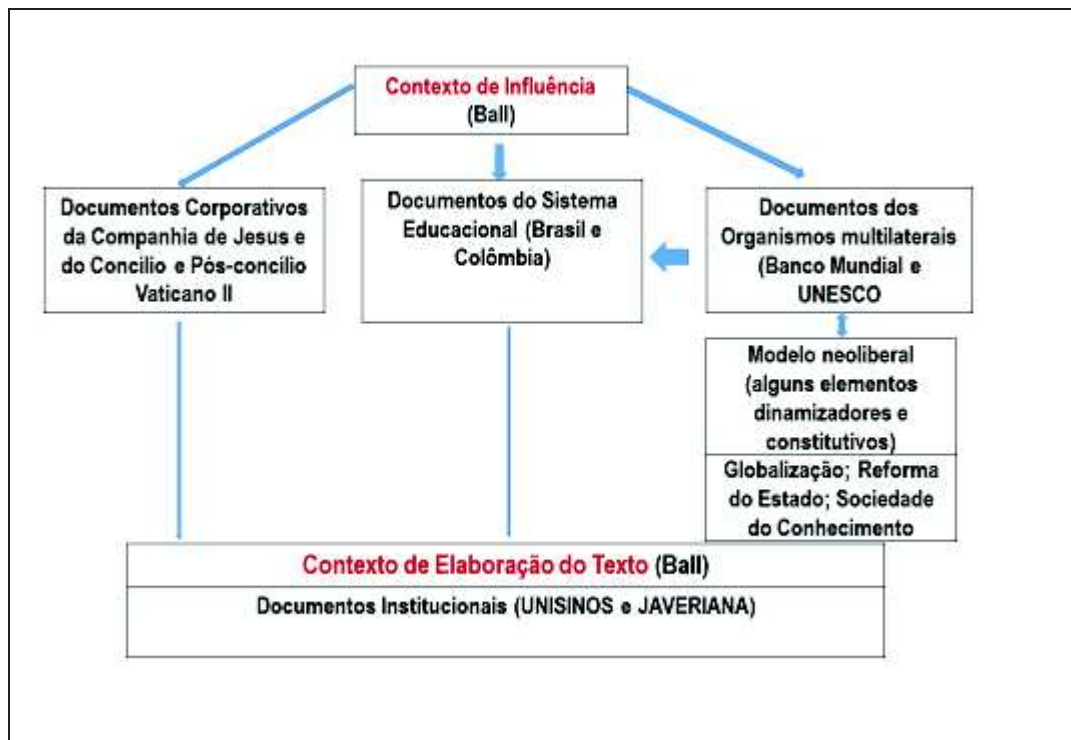 Contexto de Influência
(Ball)
Documentos Corporativos
da Companhia de Jesus e
do Concílio e Pós-concílio
Vaticano II
Documentos do Sistema
Educacional (Brasil e
Colômbia)
Documentos dos
Organismos multilaterais
(Banco Mundial e
UNESCO
Modelo neoliberal
(alguns elementos
dinamizadores e
constitutivos)
Globalização; Reforma
do Estado; Sociedade
do Conhecimento
Contexto de Elaboração do Texto (Ball)
Documentos Institucionais (UNISINOS e JAVERIANA)